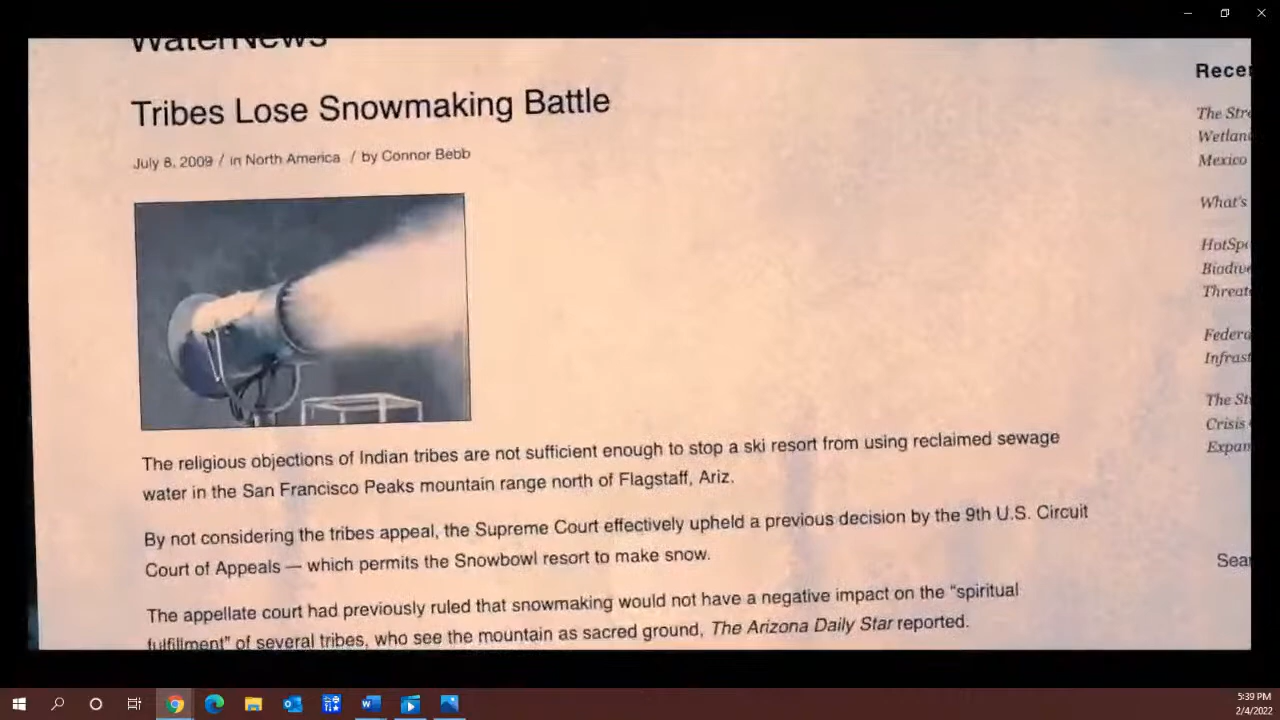 WaterNews
Tribes Lose Snowmaking Battle
July 8, 2009 / in North America / by Connor Bebb
The religious objections of Indian tribes are not sufficient enough to stop a ski resort from using reclaimed sewage
water in the San Francisco Peaks mountain range north of Flagstaff, Ariz.
By not considering the tribes appeal, the Supreme Court effectively upheld a previous decision by the 9th U.S. Circuit
Court of Appeals — which permits the Snowbowl resort to make snow.
The appellate court had previously ruled that snowmaking would not have a negative impact on the “spiritual
fulfillment” of several tribes, who see the mountain as sacred ground, The Arizona Daily Star reported.
Recen
The Stre
Wetlan
Mexico
What's
HotSpo
Biodive
Threate
Federa
Infrast
The St
Crisis
Expan
Sear
5:39 PM
2/4/2022